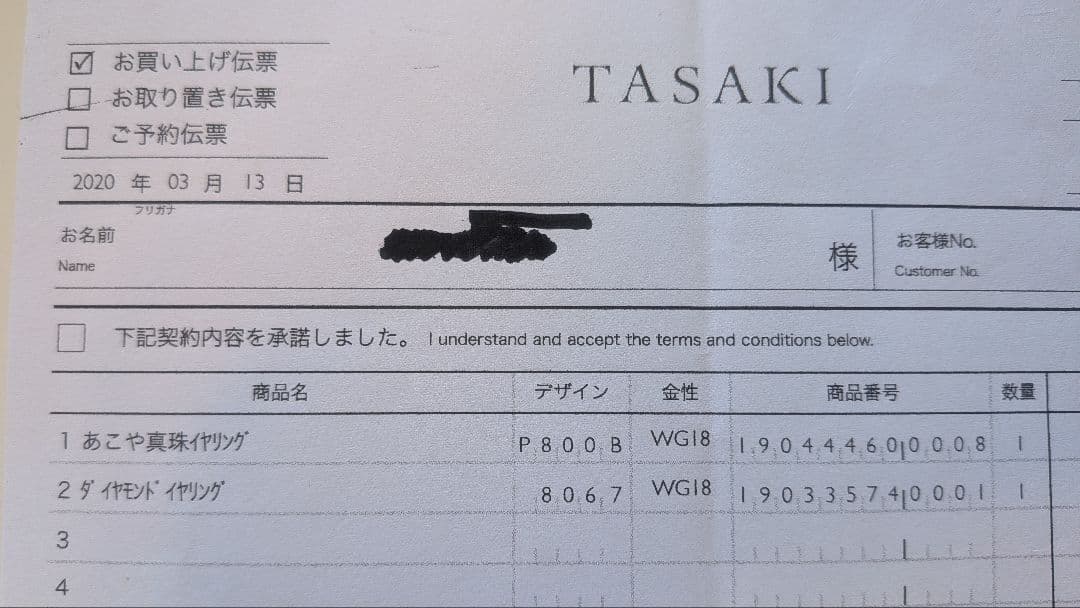 ☑ お買い上げ伝票
☐ お取り置き伝票
☐ ご予約伝票
TASAKI
2020 年 03 月 13 日
フリガナ
お名前
Name
様
お客様No.
Customer No.
☐ 下記契約内容を承諾しました。 I understand and accept the terms and conditions below.
商品名 デザイン 金性 商品番号 数量
1 あこや真珠ｲﾔﾘﾝｸﾞ P800B WG18 19044460 0008 1
2 ﾀﾞｲﾔﾓﾝﾄﾞｲﾔﾘﾝｸﾞ 8067 WG18 19033574 0001 1
3
4